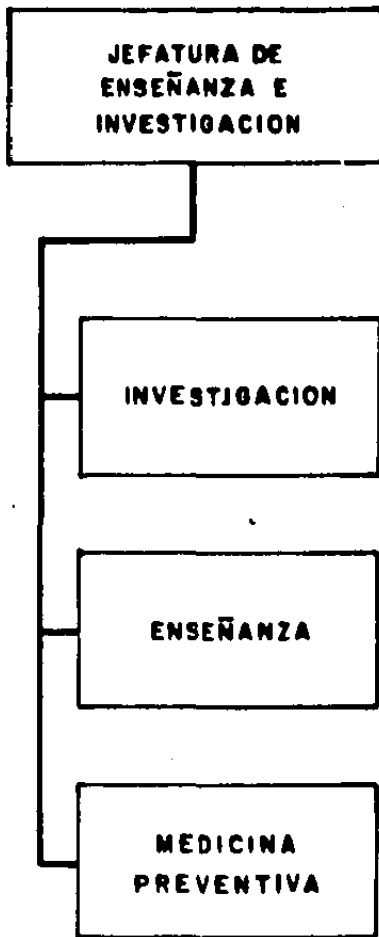 JEFATURA DE
ENSEÑANZA E
INVESTIGACION
INVESTIGACION
ENSEÑANZA
MEDICINA
PREVENTIVA